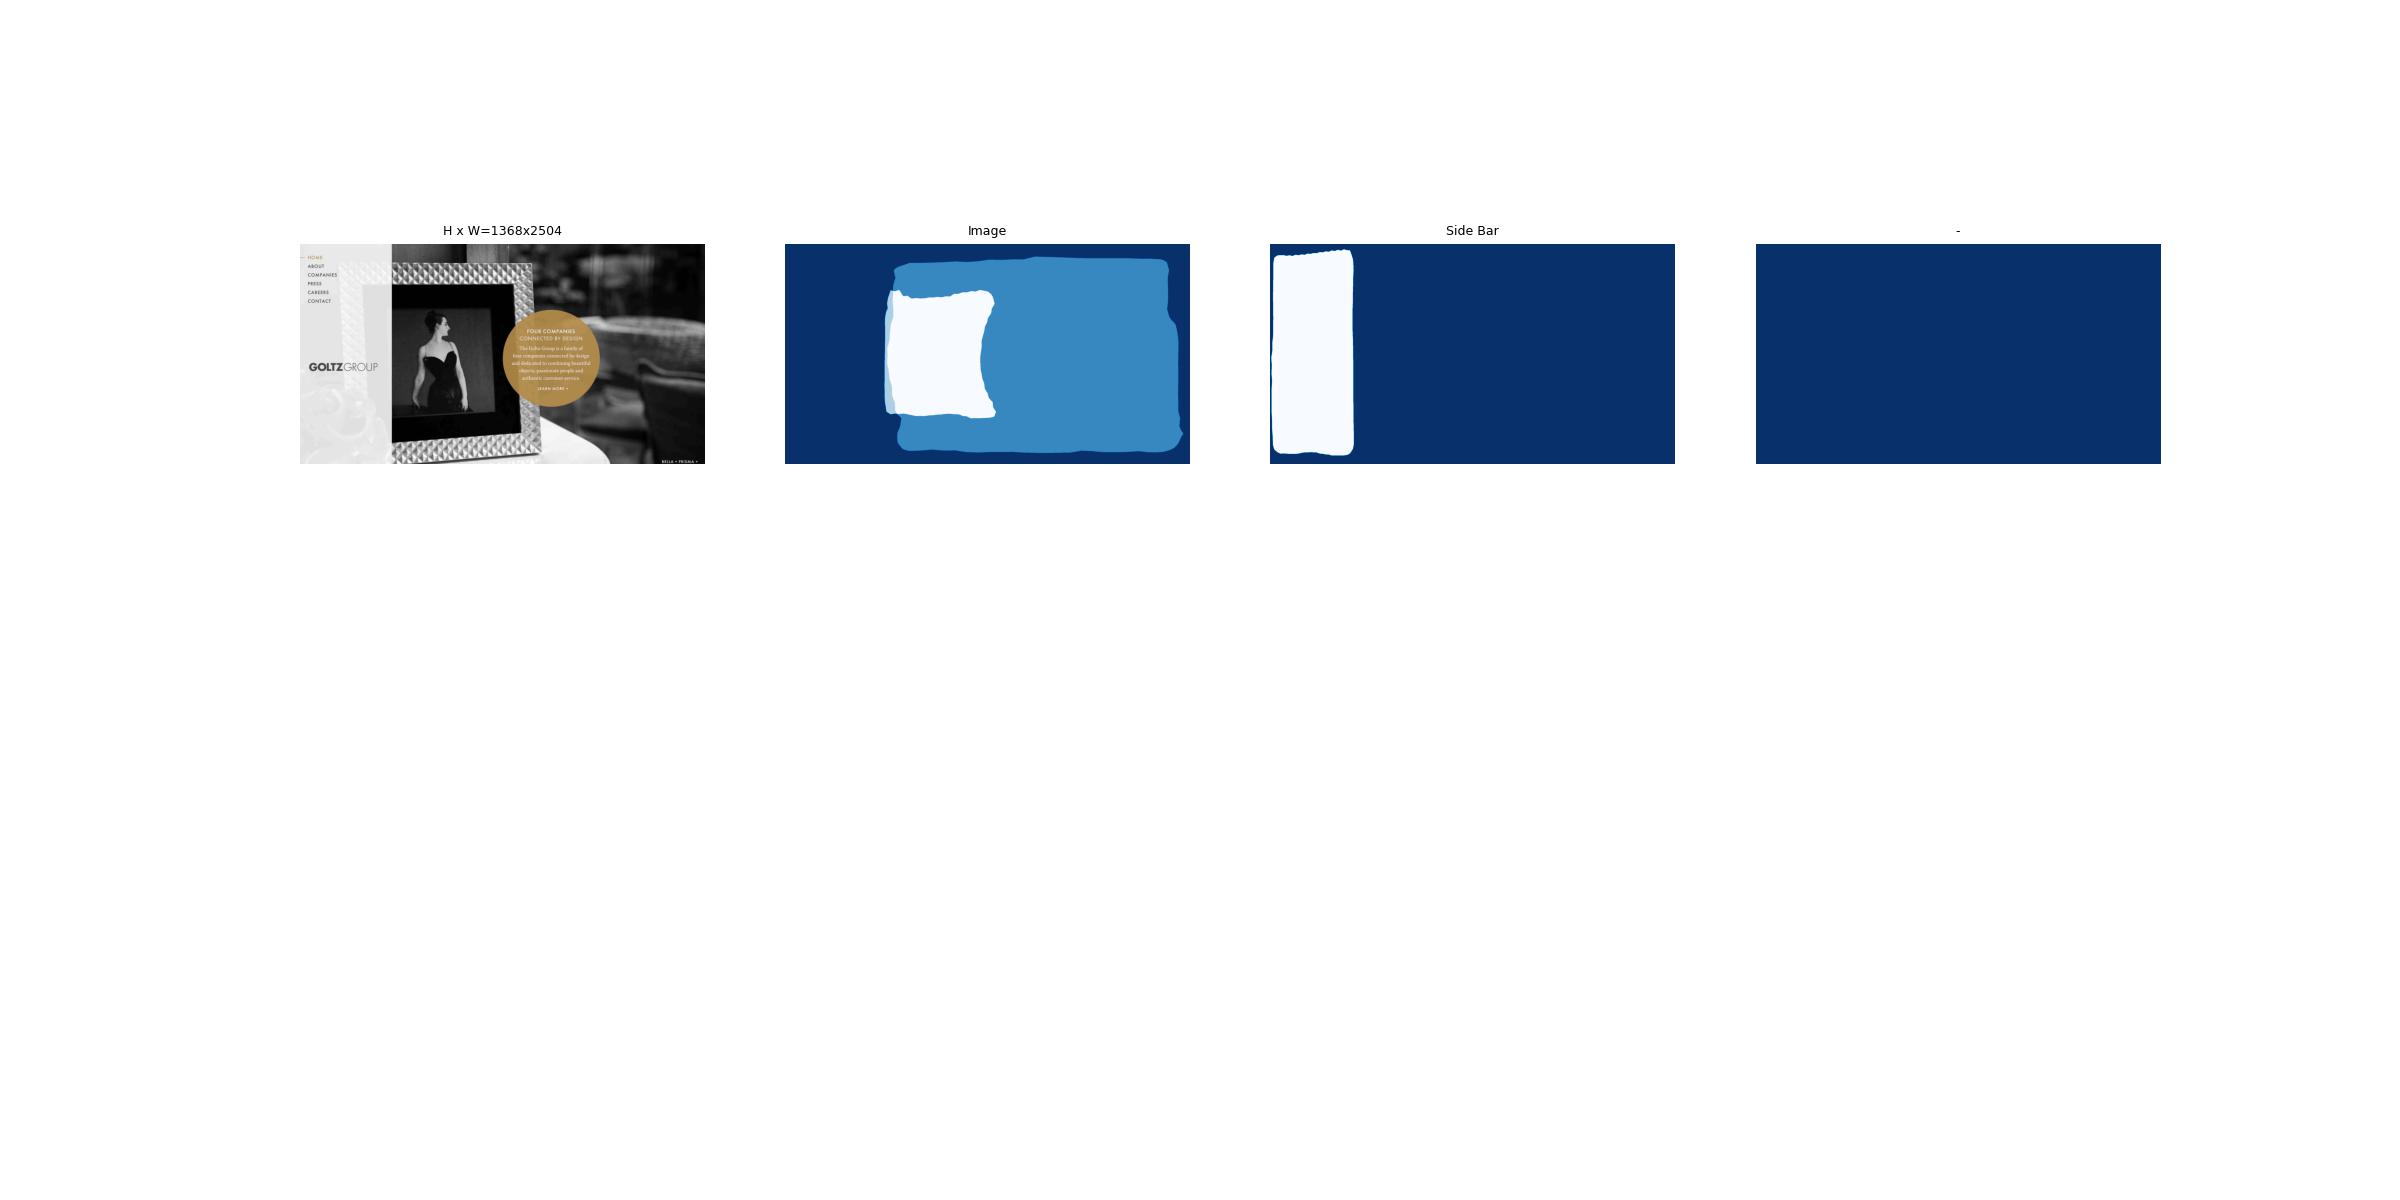 H x W=1368x2504
Image
Side Bar
-
HOME
ABOUT
COMPANIES
PRESS
CAREERS
CONTACT
GOLTZGROUP
FOUR COMPANIES
CONNECTED BY DESIGN
The Goltz Group is a family of
four companies connected by design
and dedicated to combining beautiful
objects, passionate people and
authentic customer service.
LEARN MORE +
BELLA + PRISMA +